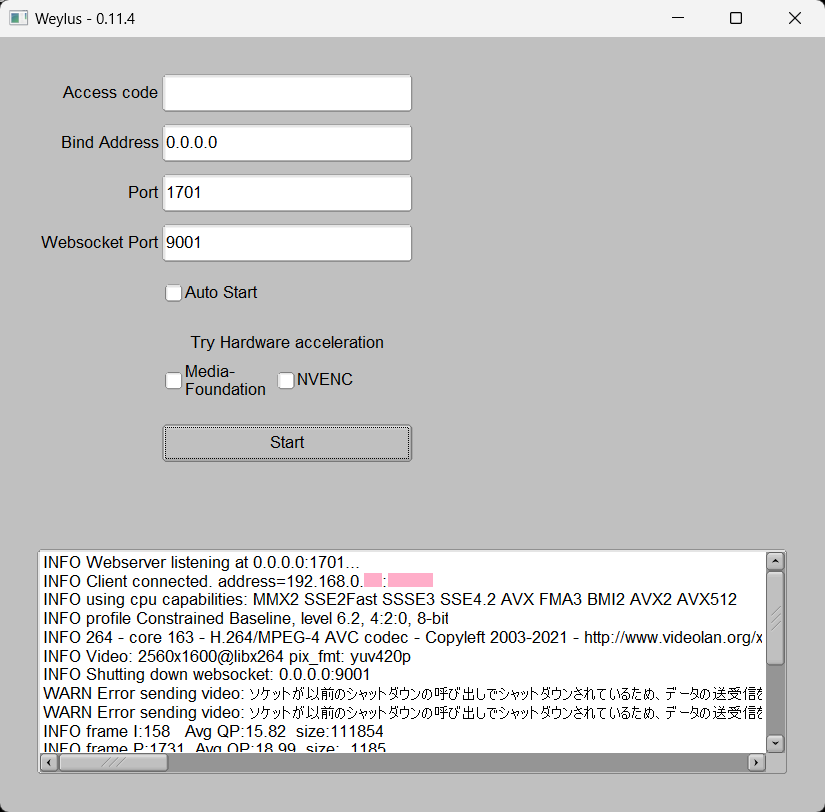 Weylus - 0.11.4
Access code
Bind Address 0.0.0.0
Port 1701
Websocket Port 9001
Auto Start
Try Hardware acceleration
Media-
Foundation
NVENC
Start
INFO Webserver listening at 0.0.0.0:1701...
INFO Client connected. address=192.168.0. :
INFO using cpu capabilities: MMX2 SSE2Fast SSSE3 SSE4.2 AVX FMA3 BMI2 AVX2 AVX512
INFO profile Constrained Baseline, level 6.2, 4:2:0, 8-bit
INFO 264 - core 163 - H.264/MPEG-4 AVC codec - Copyleft 2003-2021 - http://www.videolan.org/x
INFO Video: 2560x1600@libx264 pix_fmt: yuv420p
INFO Shutting down websocket: 0.0.0.0:9001
WARN Error sending video: ソケットが以前のシャットダウンの呼び出しでシャットダウンされているため、データの送受信を
WARN Error sending video: ソケットが以前のシャットダウンの呼び出しでシャットダウンされているため、データの送受信を
INFO frame I:158 Avg QP:15.82 size:111854
INFO frame P:1731 Avg QP:18.99 size: 1185